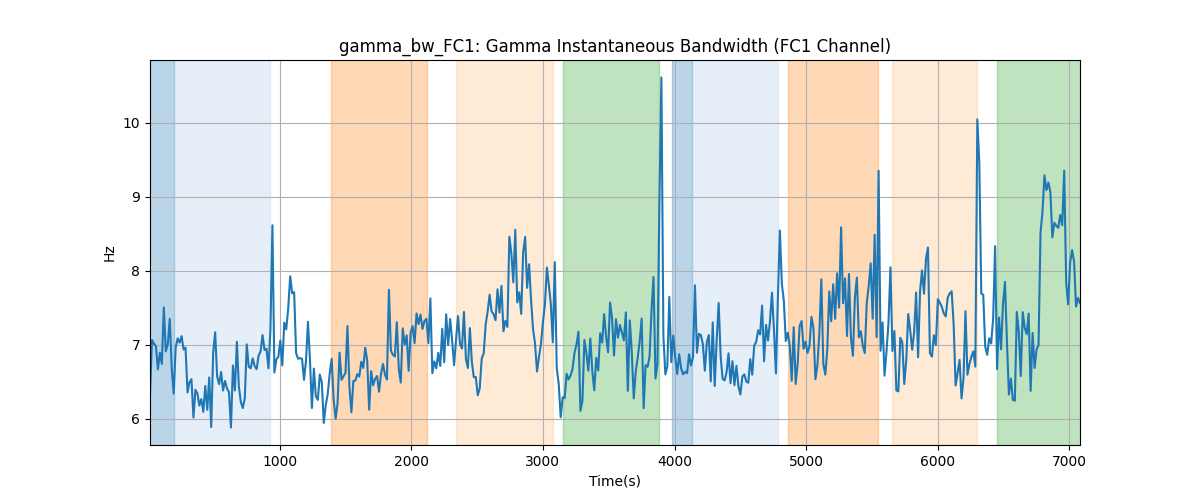 gamma_bw_FC1: Gamma Instantaneous Bandwidth (FC1 Channel)
10
9
8
7
6
Hz
1000 2000 3000 4000 5000 6000 7000
Time(s)